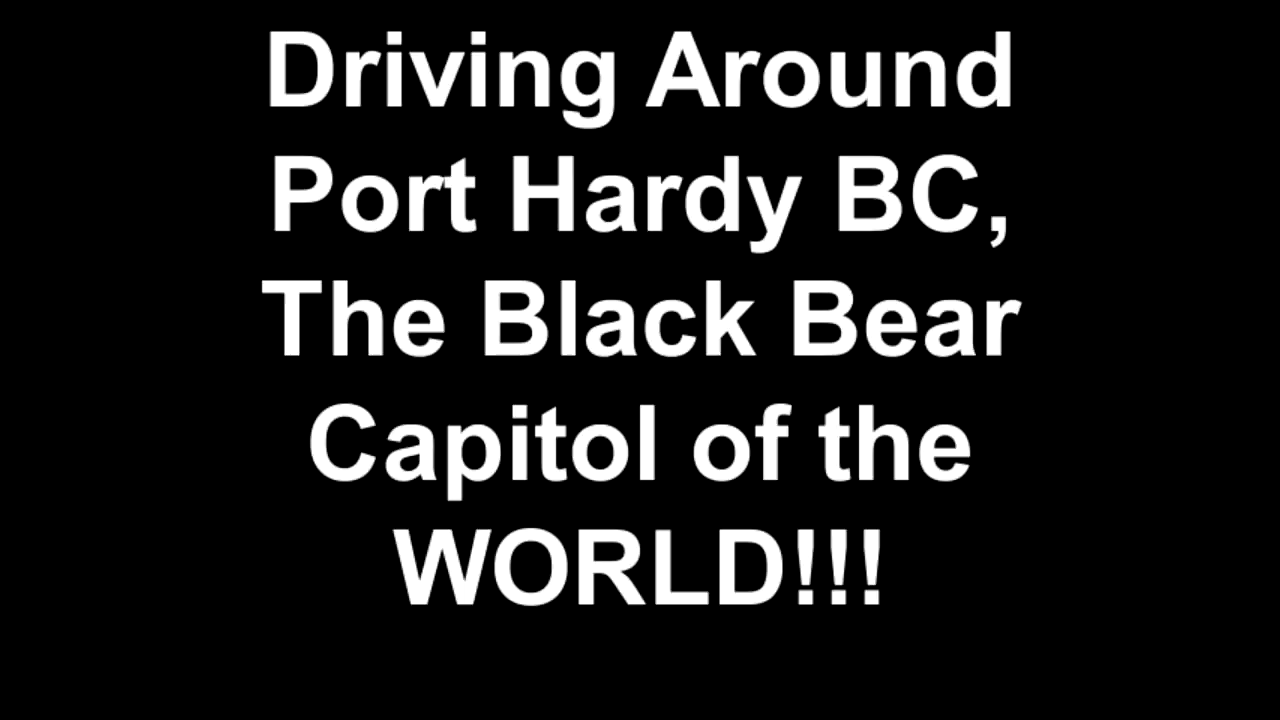 Driving Around
Port Hardy BC,
The Black Bear
Capitol of the
WORLD!!!